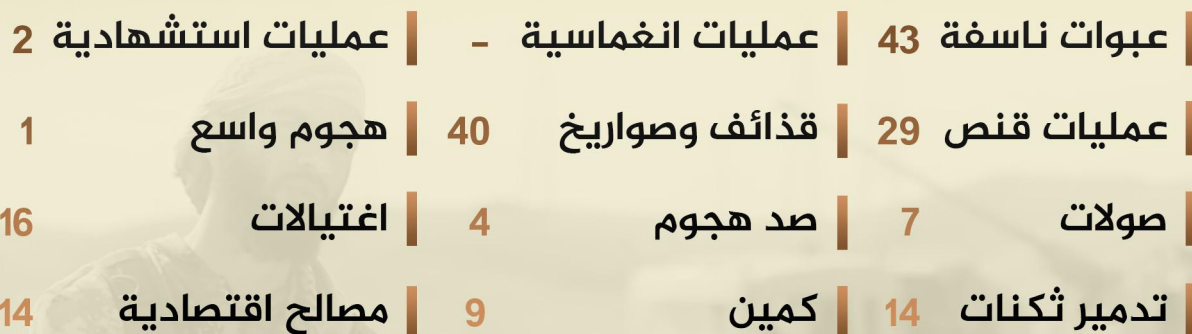 عبوات ناسفة 43 عمليات انغماسية - عمليات استشهادية 2
عمليات قنص 29 قذائف وصواريخ 40 هجوم واسع 1
صولات 7 صد هجوم 4 اغتيالات 16
تدمير ثكنات 14 كمين 9 مصالح اقتصادية 14